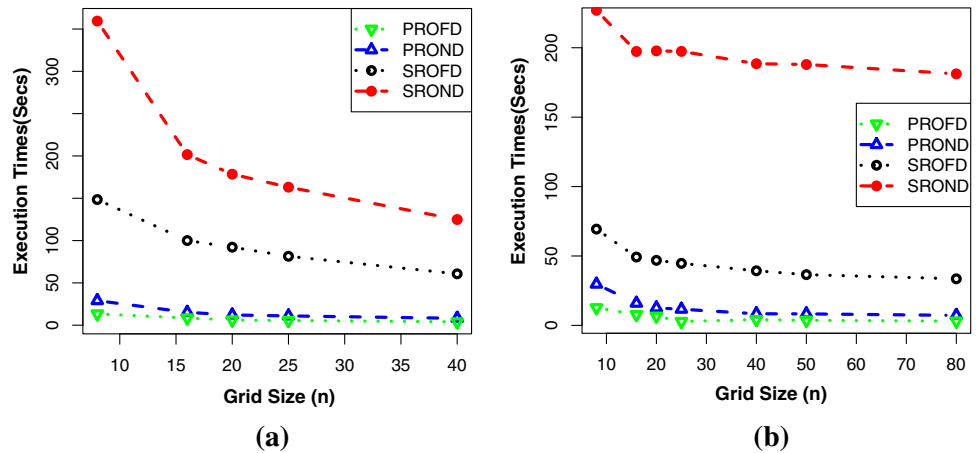 PROFD
PROND
SROFD
SROND
Execution Times(Secs)
0 50 100 200 300
10 15 20 25 30 35 40
Grid Size (n)
(a)
PROFD
PROND
SROFD
SROND
Execution Times(Secs)
0 50 100 200
10 20 30 40 50 60 70 80
Grid Size (n)
(b)